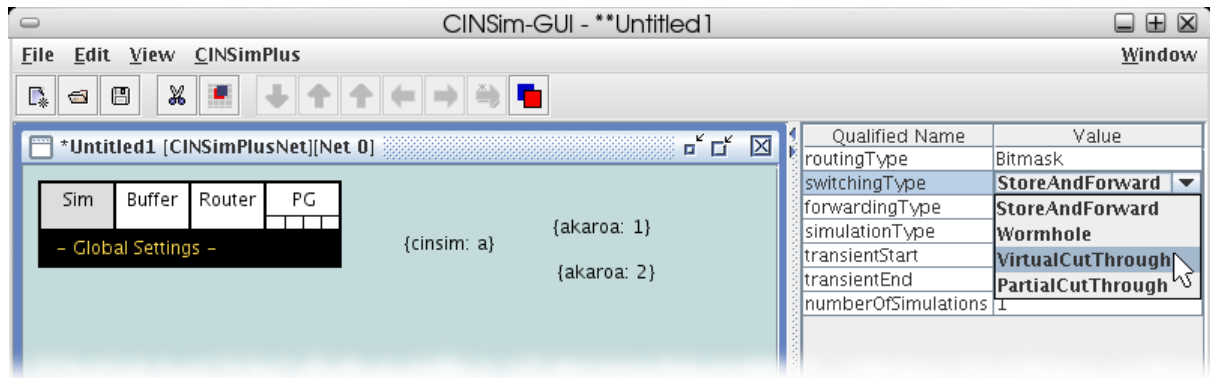 CINSim-GUI - **Untitled1
File Edit View CINSimPlus Window
*Untitled1 [CINSimPlusNet][Net 0]
Sim Buffer Router PG
- Global Settings -
{cinsim: a}
{akaroa: 1}
{akaroa: 2}
Qualified Name Value
routingType Bitmask
switchingType StoreAndForward
forwardingType StoreAndForward
simulationType Wormhole
transientStart VirtualCutThrough
transientEnd PartialCutThrough
numberOfSimulations 1